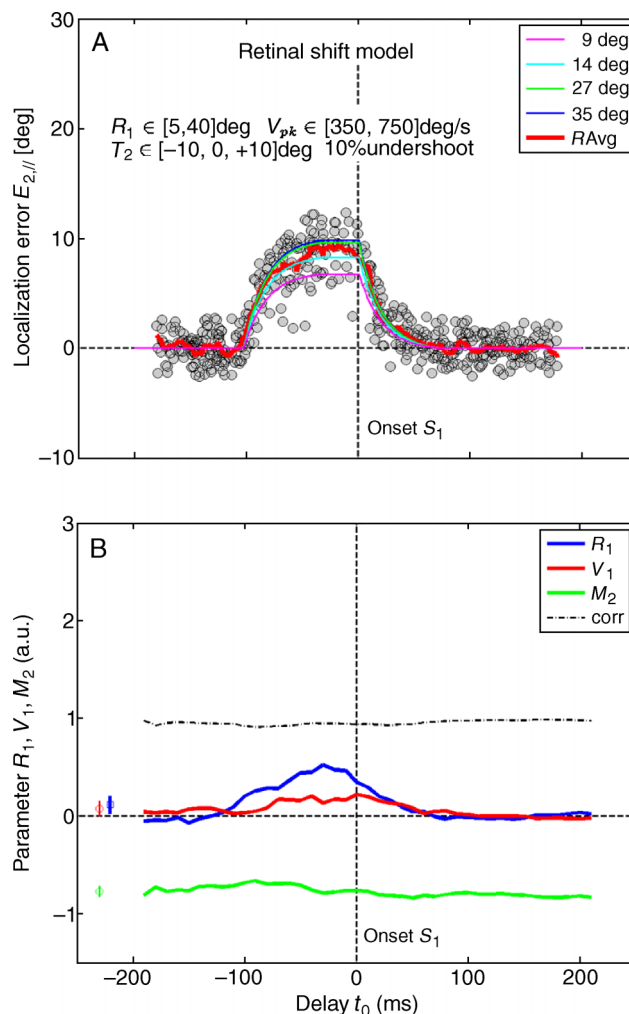 A
Retinal shift model
9 deg
14 deg
27 deg
35 deg
RAvg
R₁ ∈ [5,40]deg V_pk ∈ [350, 750]deg/s
T₂ ∈ [−10, 0, +10]deg 10%undershoot
Localization error E₂,// [deg]
30
20
10
0
−10
Onset S₁
B
R₁
V₁
M₂
corr
Parameter R₁, V₁, M₂ (a.u.)
3
2
1
0
−1
Onset S₁
−200 −100 0 100 200
Delay t₀ (ms)